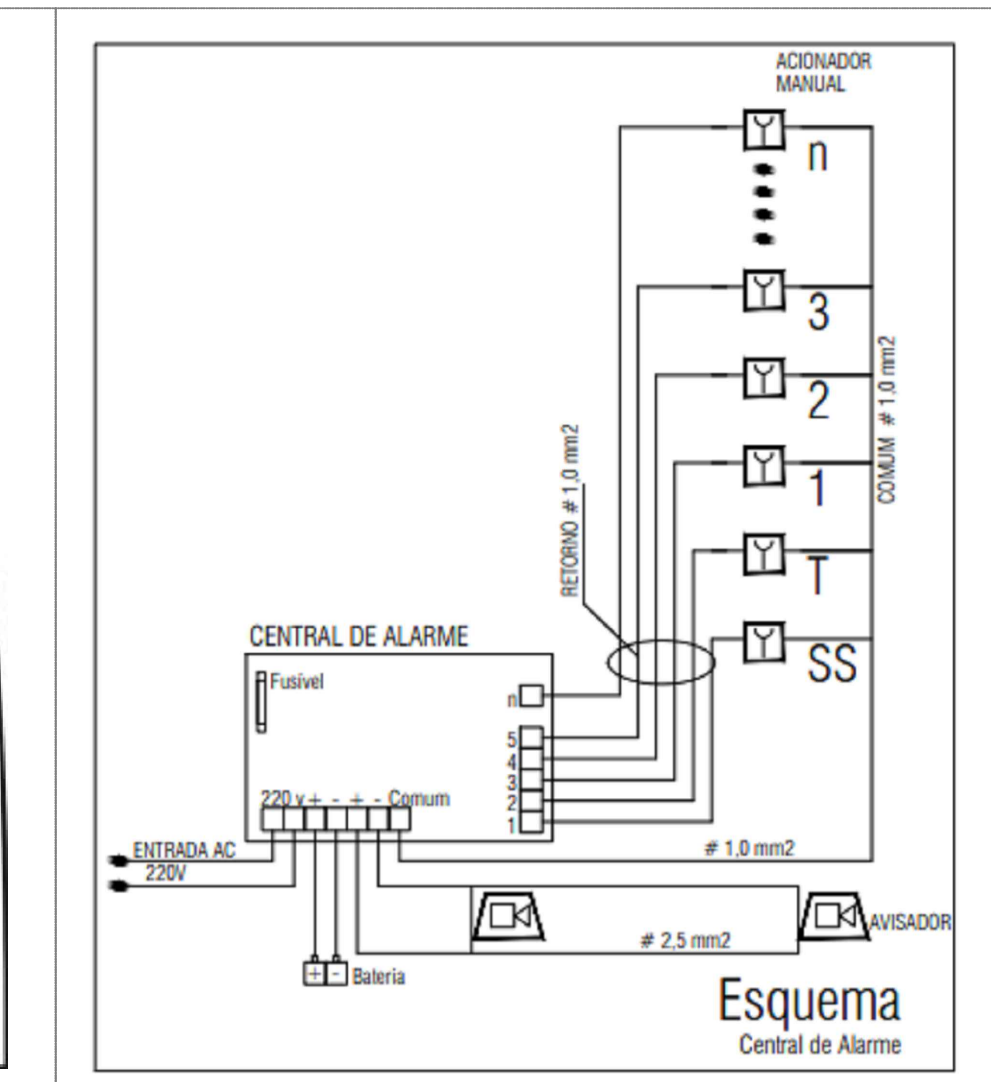 ACIONADOR
MANUAL
n
3
2
1
T
SS
COMUM # 1,0 mm2
RETORNO # 1,0 mm2
CENTRAL DE ALARME
Fusível
n
5
4
3
2
1
220 v + - + - Comum
ENTRADA AC
220V
# 1,0 mm2
+ - Bateria
# 2,5 mm2
AVISADOR
Esquema
Central de Alarme